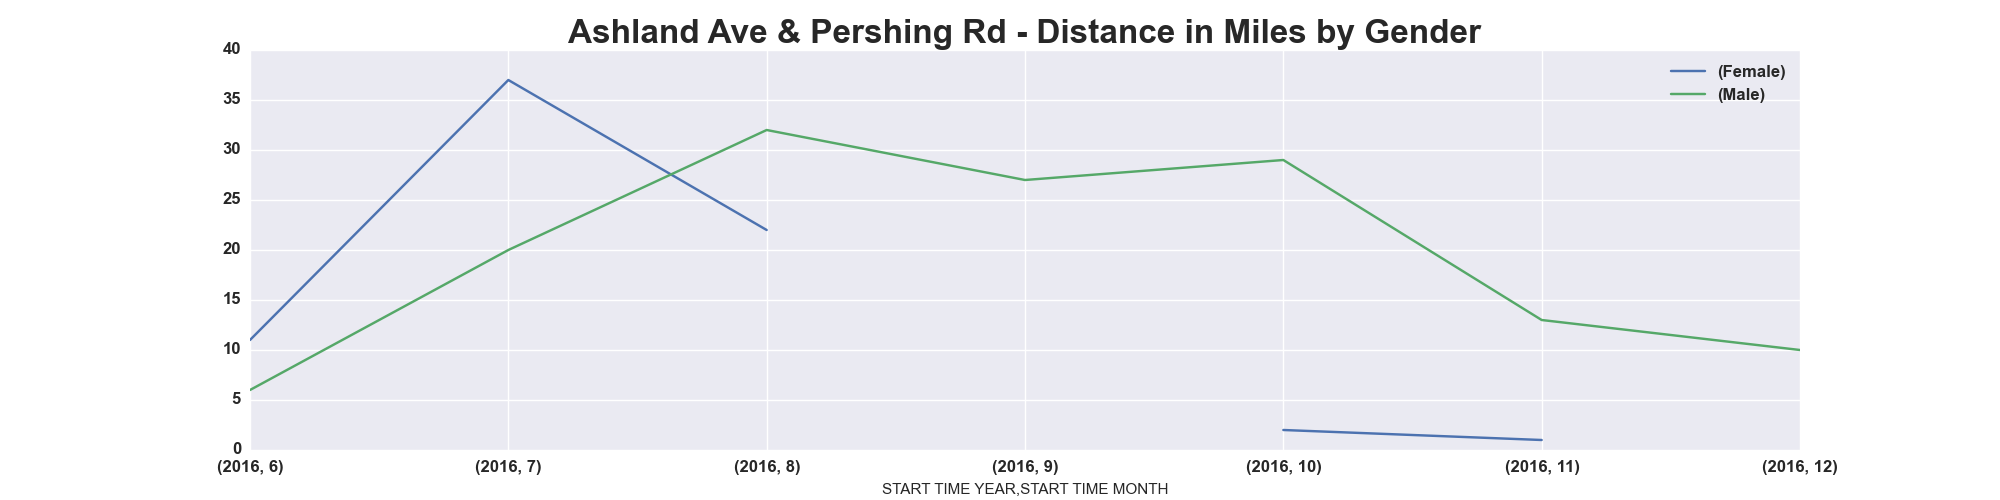 Ashland Ave & Pershing Rd - Distance in Miles by Gender
40
35
30
25
20
15
10
5
0
(Female)
(Male)
(2016, 6) (2016, 7) (2016, 8) (2016, 9) (2016, 10) (2016, 11) (2016, 12)
START TIME YEAR,START TIME MONTH